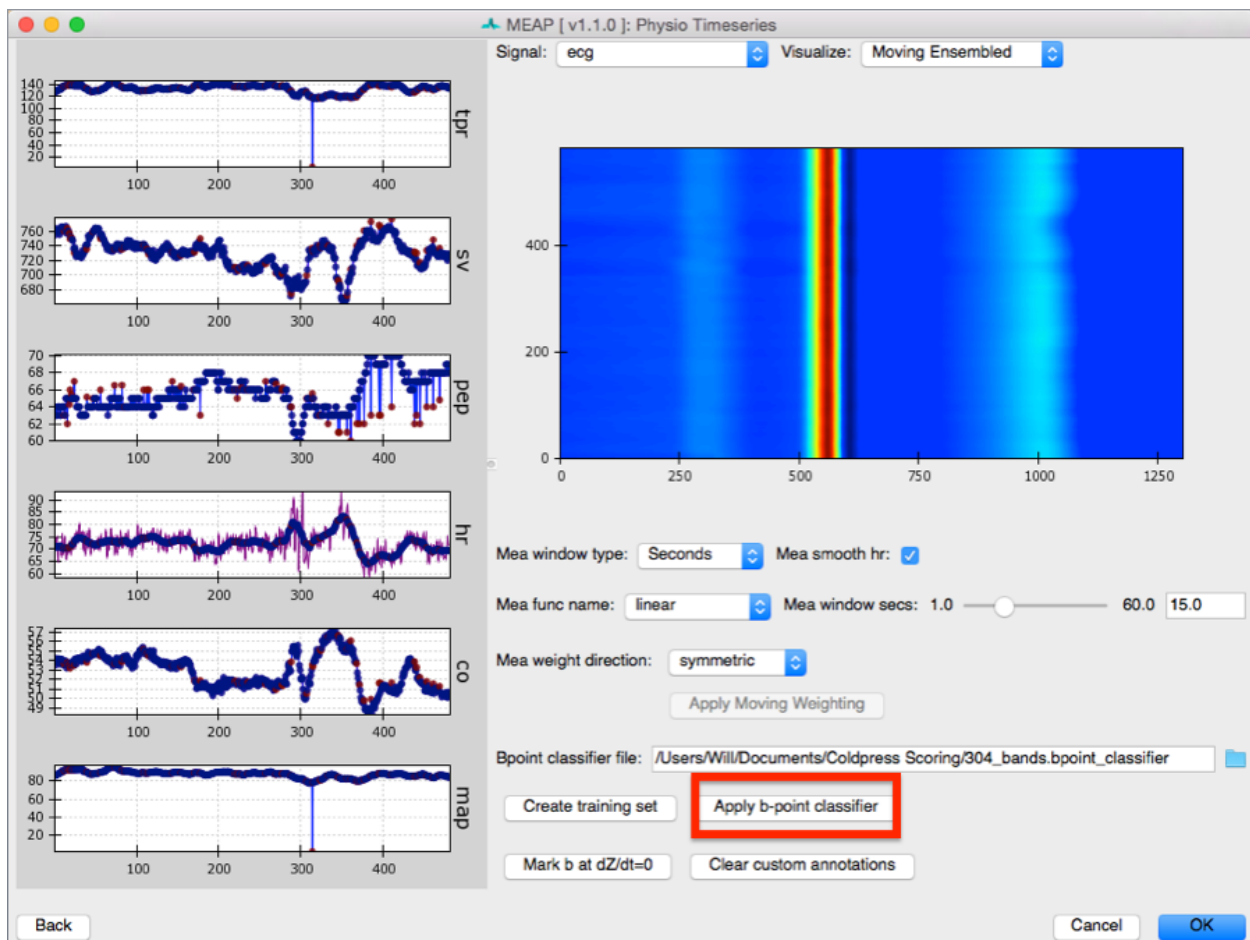 MEAP [ v1.1.0 ]: Physio Timeseries
Signal: ecg Visualize: Moving Ensembled
140
120
100
80
60
40
20
tpr
100 200 300 400
760
740
720
700
680
sv
100 200 300 400
70
68
66
64
62
60
pep
100 200 300 400
90
85
80
75
70
65
60
hr
100 200 300 400
57
56
55
54
53
52
51
50
49
co
100 200 300 400
80
60
40
20
map
100 200 300 400
400
200
0
0 250 500 750 1000 1250
Mea window type: Seconds Mea smooth hr:
Mea func name: linear Mea window secs: 1.0 60.0 15.0
Mea weight direction: symmetric
Apply Moving Weighting
Bpoint classifier file: /Users/Will/Documents/Coldpress Scoring/304_bands.bpoint_classifier
Create training set Apply b-point classifier
Mark b at dZ/dt=0 Clear custom annotations
Back Cancel OK